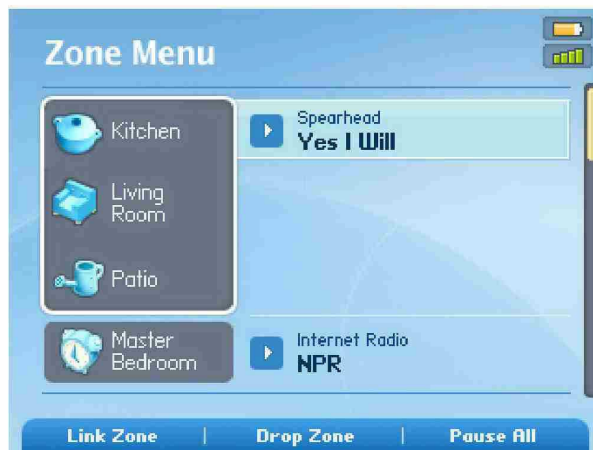 Zone Menu
Kitchen
Spearhead
Yes I Will
Living
Room
Patio
Master
Bedroom
Internet Radio
NPR
Link Zone | Drop Zone | Pause All